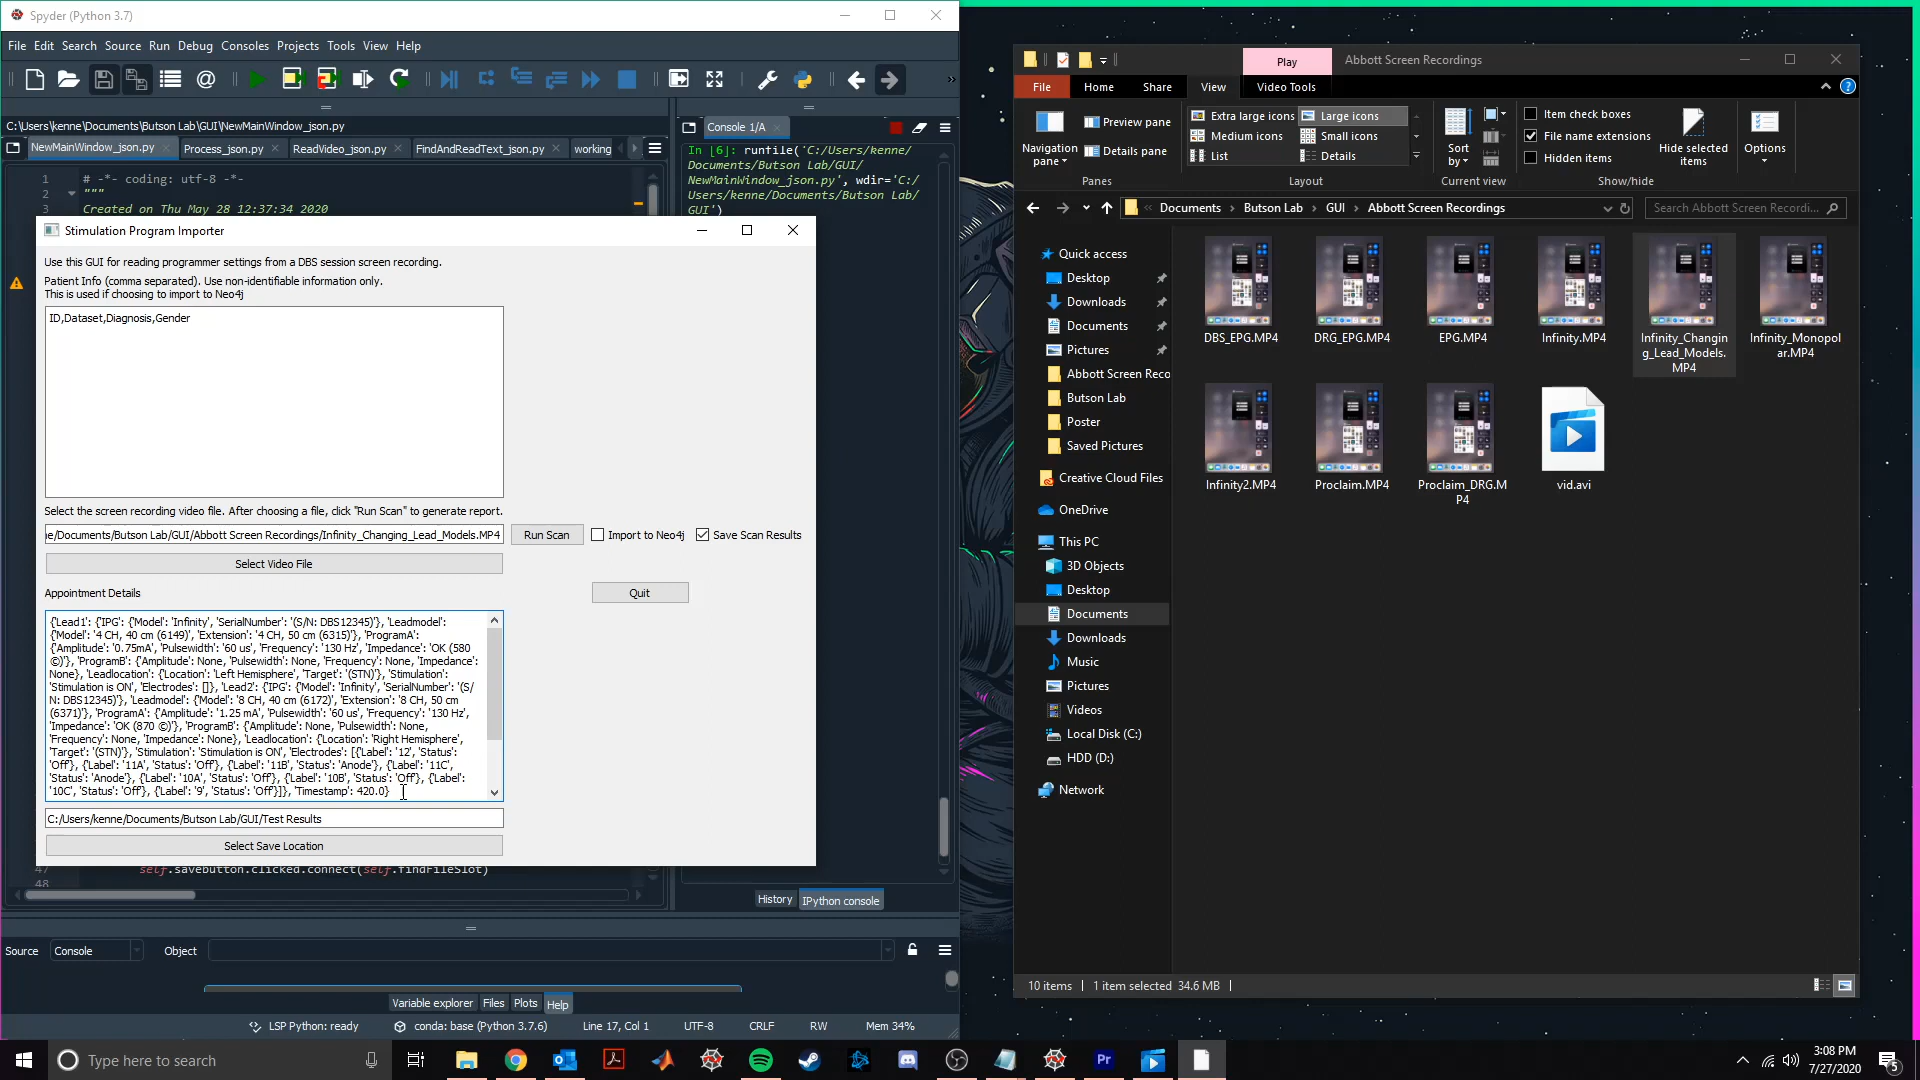 Spyder (Python 3.7)
File Edit Search Source Run Debug Consoles Projects Tools View Help
C:\Users\kenne\Documents\Butson Lab\GUI\NewMainWindow_json.py
NewMainWindow_json.py Process_json.py ReadVideo_json.py FindAndReadText_json.py working
1 # -*- coding: utf-8 -*-
2 """
3 Created on Thu May 28 12:37:34 2020
Console 1/A
In [6]: runfile('C:/Users/kenne/
Documents/Butson Lab/GUI/
NewMainWindow_json.py', wdir='C:/
Users/kenne/Documents/Butson Lab/
GUI')
Stimulation Program Importer
Use this GUI for reading programmer settings from a DBS session screen recording.
Patient Info (comma separated). Use non-identifiable information only.
This is used if choosing to import to Neo4j
ID,Dataset,Diagnosis,Gender
Select the screen recording video file. After choosing a file, click "Run Scan" to generate report.
ne/Documents/Butson Lab/GUI/Abbott Screen Recordings/Infinity_Changing_Lead_Models.MP4
Run Scan Import to Neo4j Save Scan Results
Select Video File
Appointment Details
Quit
{'Lead1': {'IPG': {'Model': 'Infinity', 'SerialNumber': '(S/N: DBS12345)'}, 'Leadmodel':
{'Model': '4 CH, 40 cm (6149)', 'Extension': '4 CH, 50 cm (6315)'}, 'ProgramA':
{'Amplitude': '0.75mA', 'Pulsewidth': '60 us', 'Frequency': '130 Hz', 'Impedance': 'OK (580
©)'}, 'ProgramB': {'Amplitude': None, 'Pulsewidth': None, 'Frequency': None, 'Impedance':
None}, 'Leadlocation': {'Location': 'Left Hemisphere', 'Target': '(STN)'}, 'Stimulation':
'Stimulation is ON', 'Electrodes': []}, 'Lead2': {'IPG': {'Model': 'Infinity', 'SerialNumber': '(S/
N: DBS12345)'}, 'Leadmodel': {'Model': '8 CH, 40 cm (6172)', 'Extension': '8 CH, 50 cm
(6371)'}, 'ProgramA': {'Amplitude': '1.25 mA', 'Pulsewidth': '60 us', 'Frequency': '130 Hz',
'Impedance': 'OK (870 ©)'}, 'ProgramB': {'Amplitude': None, 'Pulsewidth': None,
'Frequency': None, 'Impedance': None}, 'Leadlocation': {'Location': 'Right Hemisphere',
'Target': '(STN)'}, 'Stimulation': 'Stimulation is ON', 'Electrodes': [{'Label': '12', 'Status':
'Off'}, {'Label': '11A', 'Status': 'Off'}, {'Label': '11B', 'Status': 'Anode'}, {'Label': '11C',
'Status': 'Anode'}, {'Label': '10A', 'Status': 'Off'}, {'Label': '10B', 'Status': 'Off'}, {'Label':
'10C', 'Status': 'Off'}, {'Label': '9', 'Status': 'Off'}]}, 'Timestamp': 420.0}
C:/Users/kenne/Documents/Butson Lab/GUI/Test Results
Select Save Location
47 self.savebutton.clicked.connect(self.findFileSlot)
48
History IPython console
Source Console Object
Variable explorer Files Plots Help
LSP Python: ready conda: base (Python 3.7.6) Line 17, Col 1 UTF-8 CRLF RW Mem 34%
Play Abbott Screen Recordings
File Home Share View Video Tools
Navigation pane
Preview pane
Details pane
Panes
Extra large icons Large icons
Medium icons Small icons
List Details
Layout
Sort by
Current view
Item check boxes
File name extensions
Hidden items
Hide selected items
Show/hide
Options
Documents Butson Lab GUI Abbott Screen Recordings
Search Abbott Screen Recordi...
Quick access
Desktop
Downloads
Documents
Pictures
Abbott Screen Reco
Butson Lab
Poster
Saved Pictures
Creative Cloud Files
OneDrive
This PC
3D Objects
Desktop
Documents
Downloads
Music
Pictures
Videos
Local Disk (C:)
HDD (D:)
Network
DBS_EPG.MP4
DRG_EPG.MP4
EPG.MP4
Infinity.MP4
Infinity_Changin
g_Lead_Models.
MP4
Infinity_Monopol
ar.MP4
Infinity2.MP4
Proclaim.MP4
Proclaim_DRG.M
P4
vid.avi
10 items 1 item selected 34.6 MB
Type here to search
Pr
3:08 PM
7/27/2020
5